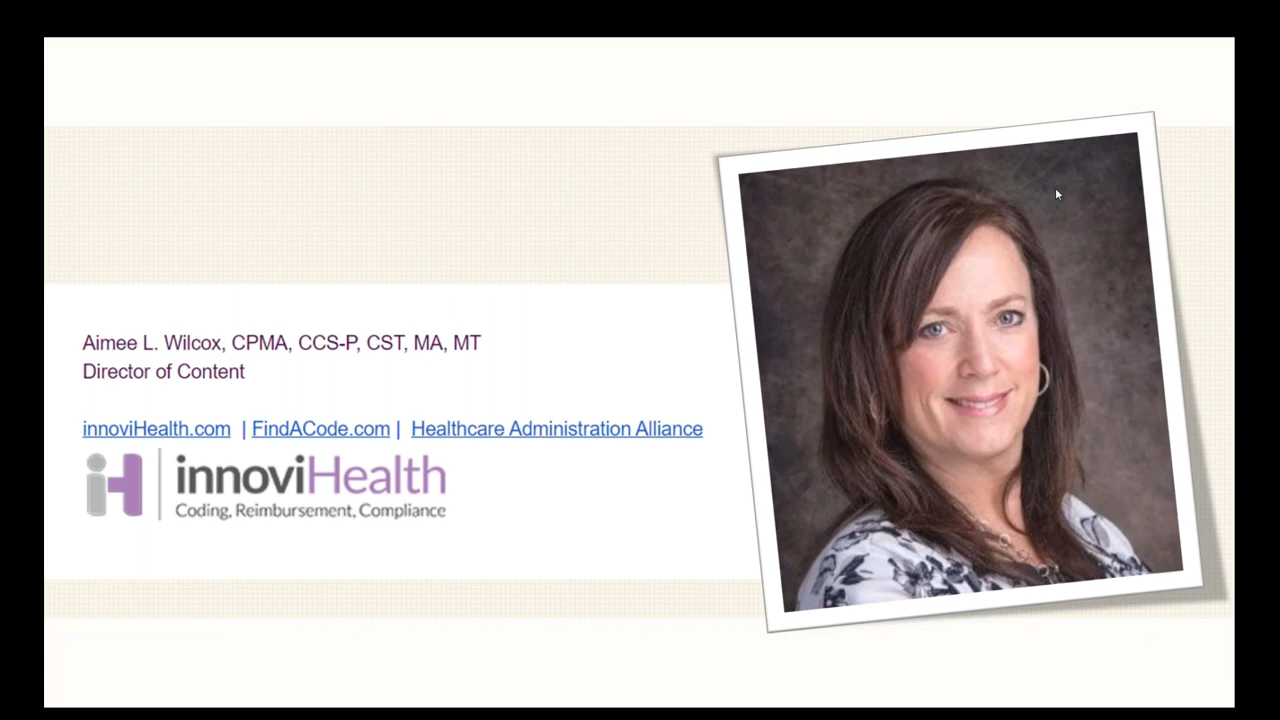 Aimee L. Wilcox, CPMA, CCS-P, CST, MA, MT
Director of Content
innoviHealth.com | FindACode.com | Healthcare Administration Alliance
iH innoviHealth
Coding, Reimbursement, Compliance